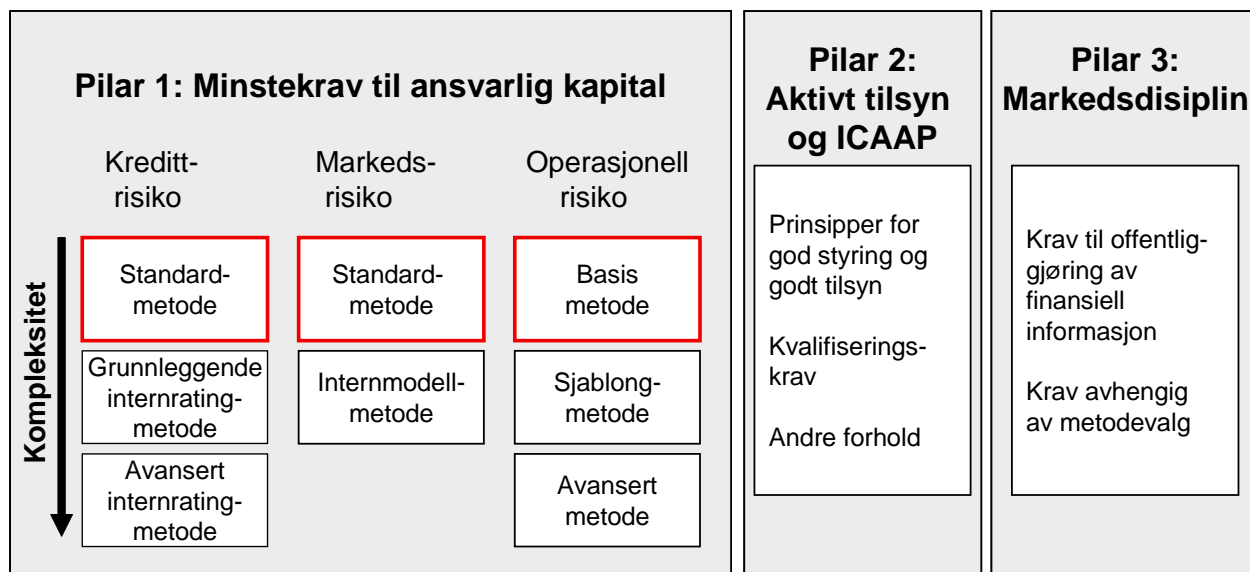 Pilar 1: Minstekrav til ansvarlig kapital
Kreditt-
risiko
Markeds-
risiko
Operasjonell
risiko
Kompleksitet
Standard-
metode
Standard-
metode
Basis
metode
Grunnleggende
internrating-
metode
Internmodell-
metode
Sjablong-
metode
Avansert
internrating-
metode
Avansert
metode
Pilar 2:
Aktivt tilsyn
og ICAAP
Prinsipper for
god styring og
godt tilsyn
Kvalifiserings-
krav
Andre forhold
Pilar 3:
Markedsdisiplin
Krav til offentlig-
gjøring av
finansiell
informasjon
Krav avhengig
av metodevalg